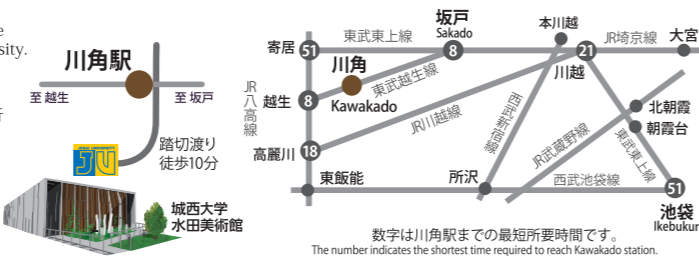 e
sity.
川角駅
至 越生
至 坂戸
斤
踏切渡り
徒歩10分
JOSAI UNIVERSITY
JU
城西大学
水田美術館
寄居
51
東武東上線
坂戸
Sakado
8
本川越
21
川越
JR埼京線
大宮
川角
Kawakado
東武越生線
JR八高線
越生
8
JR川越線
西武新宿線
JR武蔵野線
北朝霞
朝霞台
東武東上線
高麗川
18
東飯能
所沢
西武池袋線
51
池袋
Ikebukur
数字は川角駅までの最短所要時間です。
The number indicates the shortest time required to reach Kawakado station.